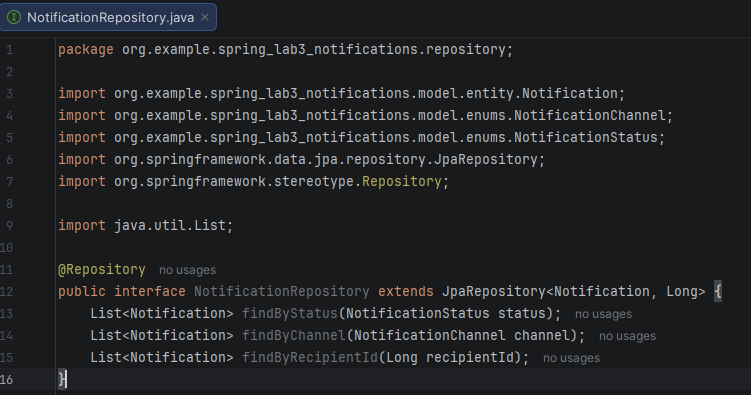 NotificationRepository.java
1 package org.example.spring_lab3_notifications.repository;
2
3 import org.example.spring_lab3_notifications.model.entity.Notification;
4 import org.example.spring_lab3_notifications.model.enums.NotificationChannel;
5 import org.example.spring_lab3_notifications.model.enums.NotificationStatus;
6 import org.springframework.data.jpa.repository.JpaRepository;
7 import org.springframework.stereotype.Repository;
8
9 import java.util.List;
10
11 @Repository no usages
12 public interface NotificationRepository extends JpaRepository<Notification, Long> {
13 List<Notification> findByStatus(NotificationStatus status); no usages
14 List<Notification> findByChannel(NotificationChannel channel); no usages
15 List<Notification> findByRecipientId(Long recipientId); no usages
16 }